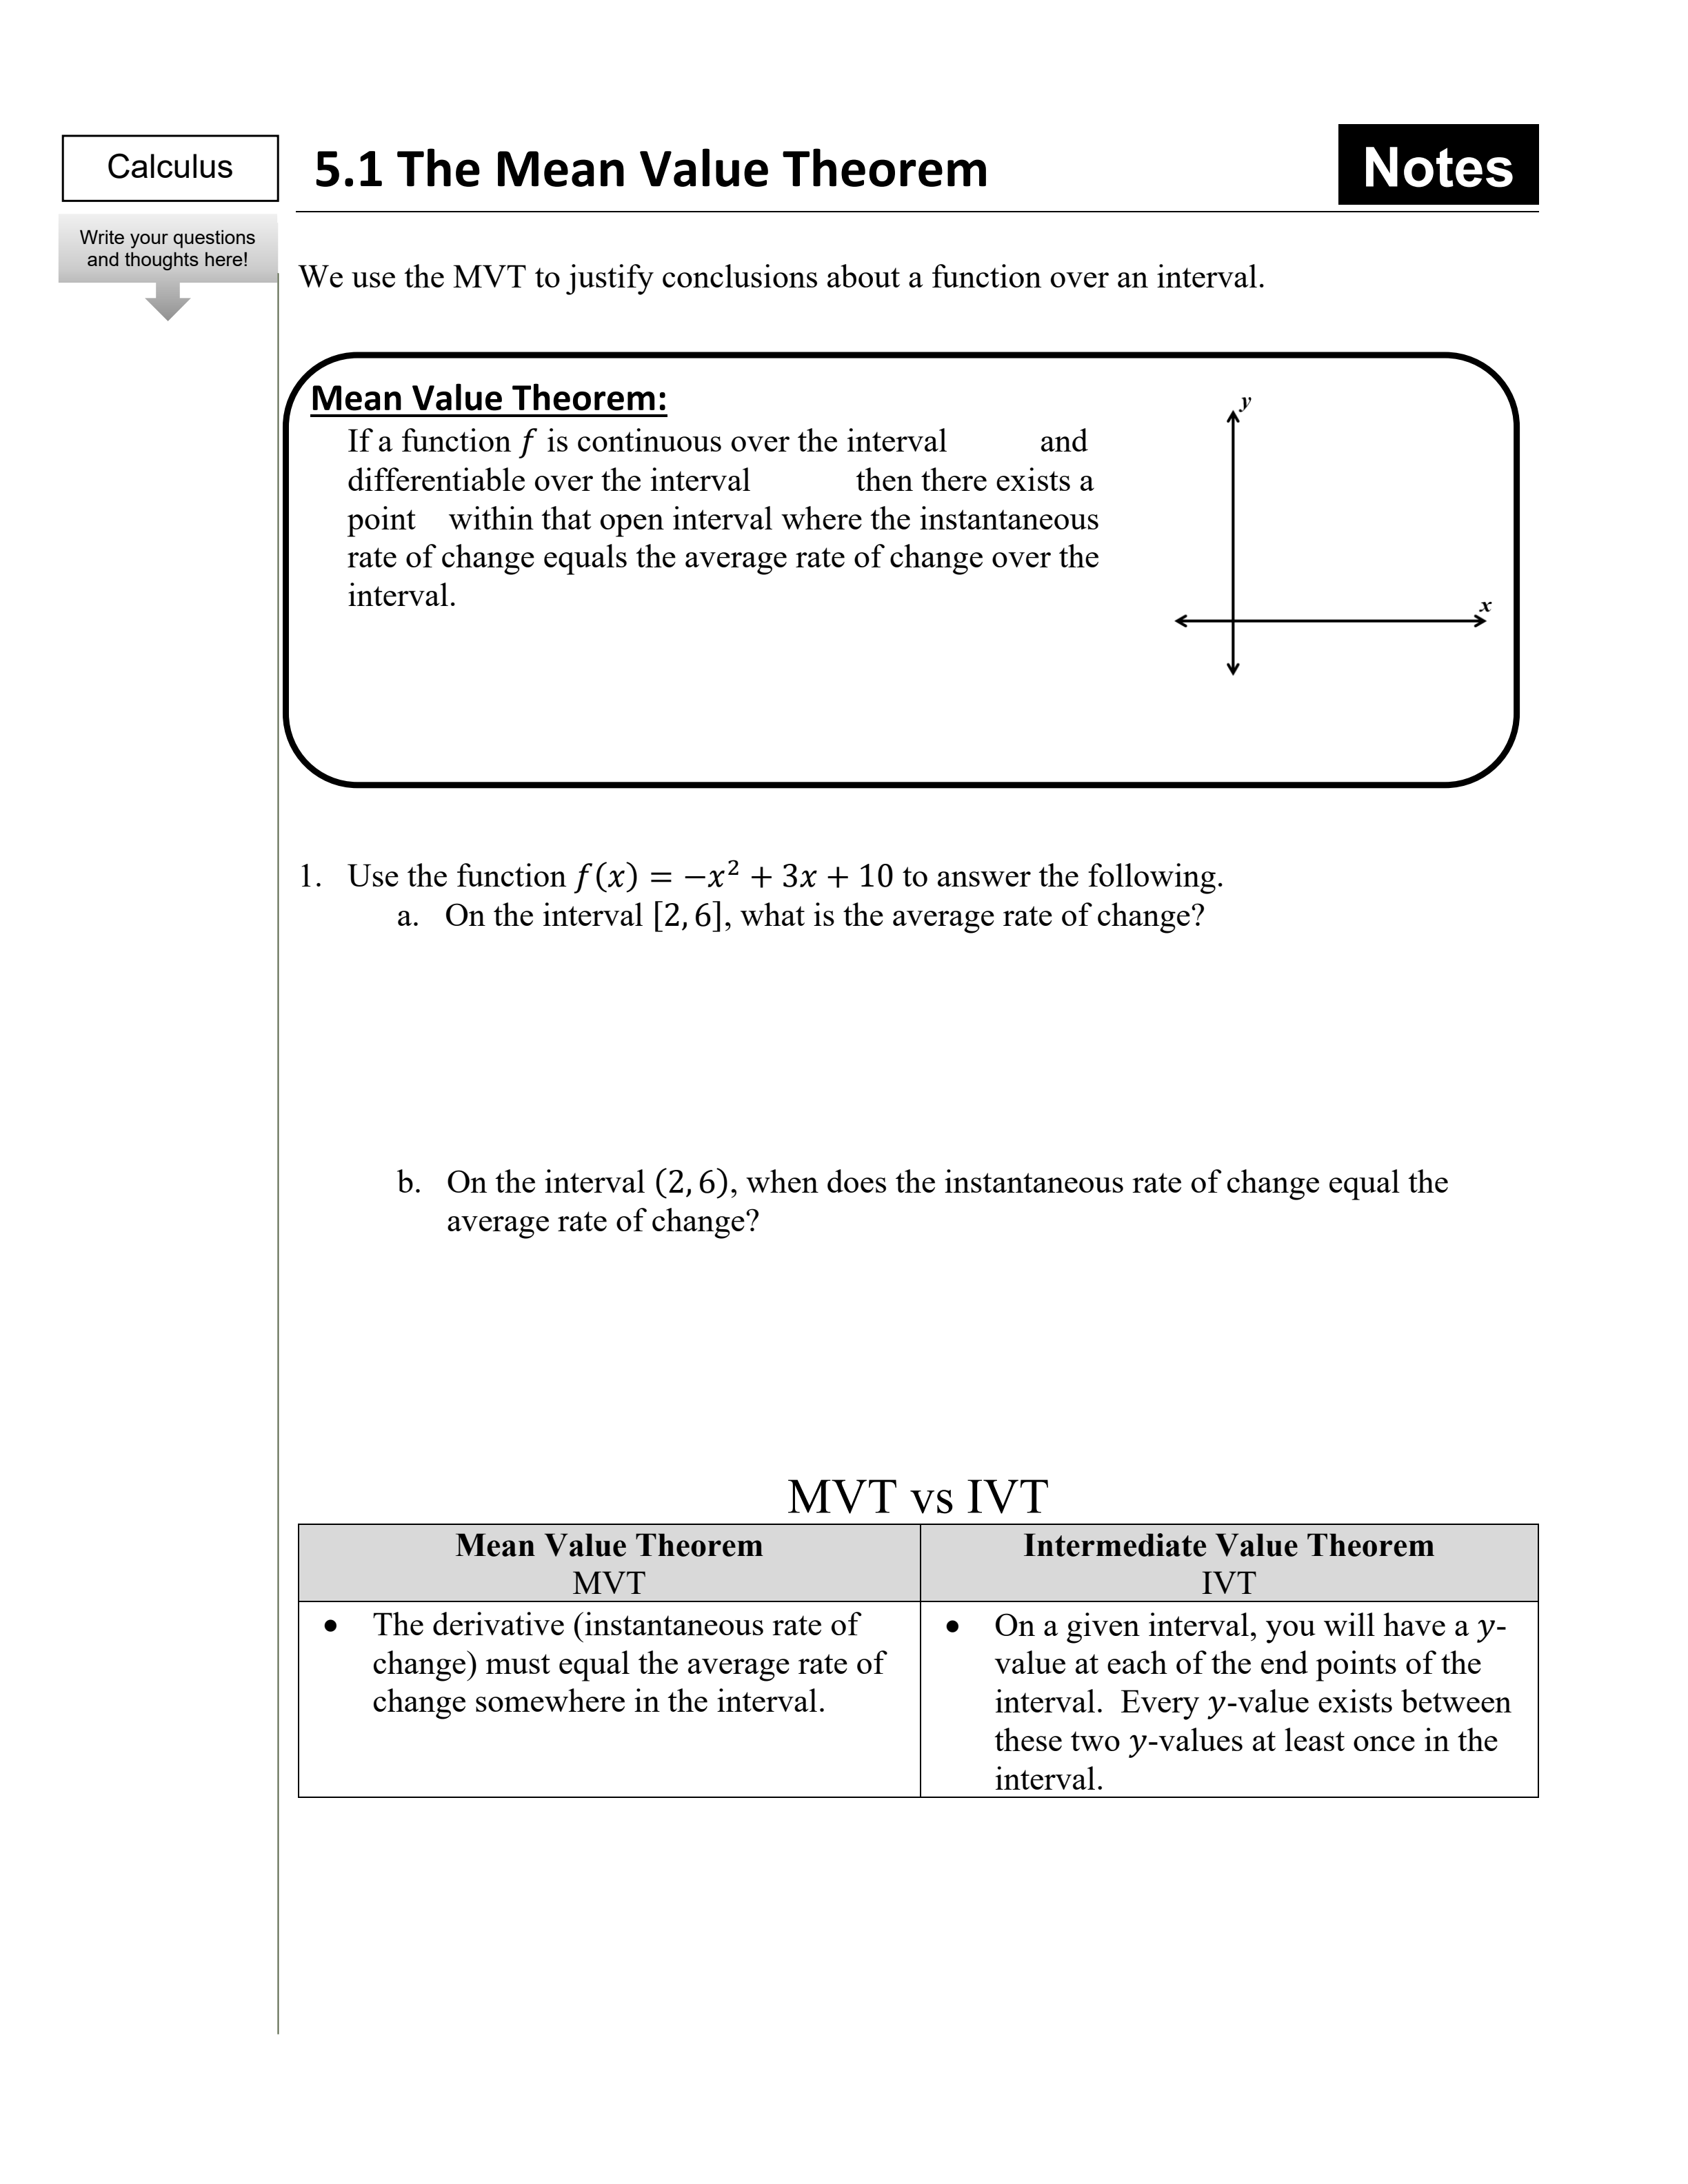 Calculus
5.1 The Mean Value Theorem
Notes
Write your questions
and thoughts here!
We use the MVT to justify conclusions about a function over an interval.
Mean Value Theorem:
If a function 𝑓 is continuous over the interval and
differentiable over the interval then there exists a
point within that open interval where the instantaneous
rate of change equals the average rate of change over the
interval.
y
x
1. Use the function 𝑓(𝑥) = −𝑥² + 3𝑥 + 10 to answer the following.
a. On the interval [2, 6], what is the average rate of change?
b. On the interval (2, 6), when does the instantaneous rate of change equal the
average rate of change?
MVT vs IVT
Mean Value Theorem
MVT
• The derivative (instantaneous rate of
change) must equal the average rate of
change somewhere in the interval.
Intermediate Value Theorem
IVT
• On a given interval, you will have a 𝑦-
value at each of the end points of the
interval. Every 𝑦-value exists between
these two 𝑦-values at least once in the
interval.